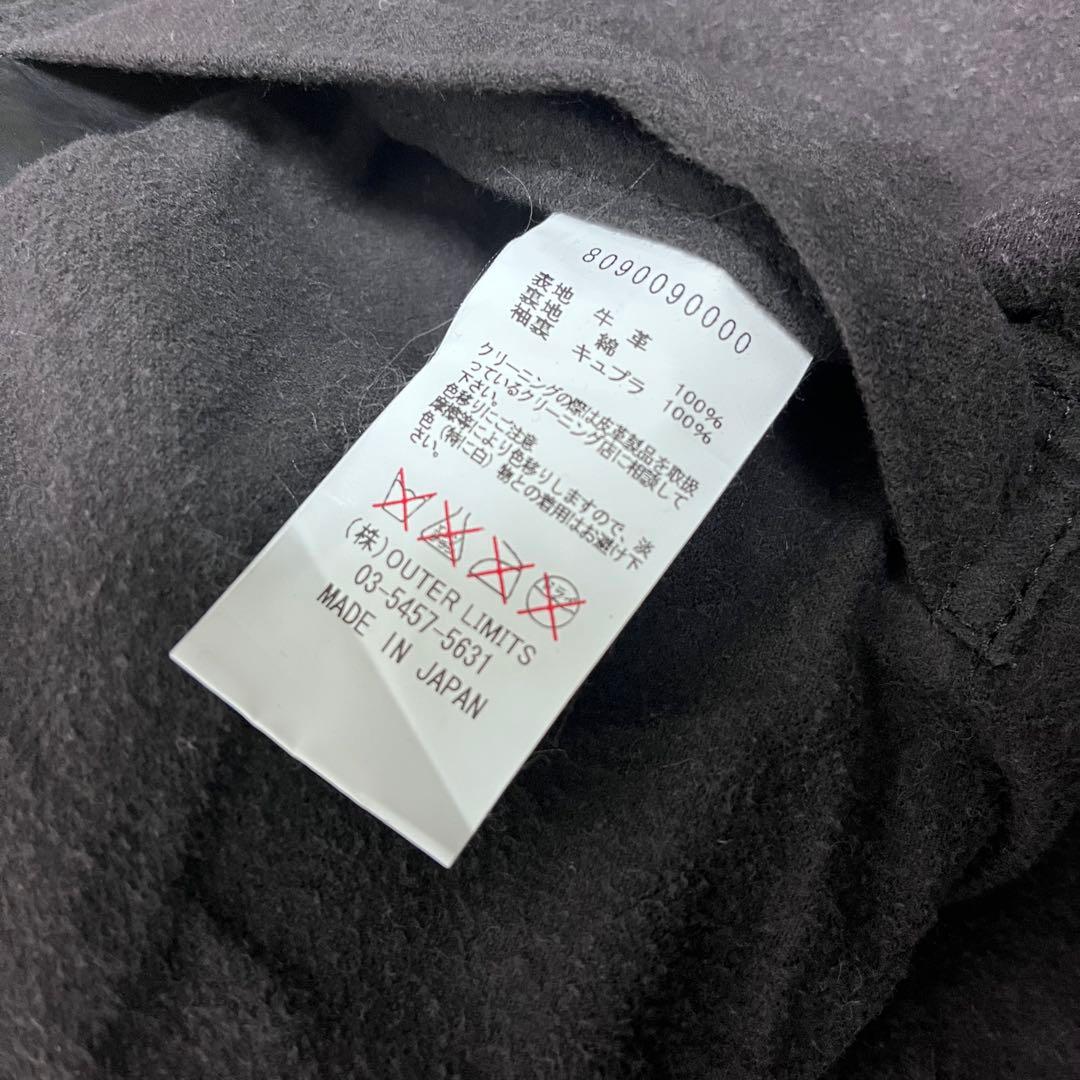 8090090000
表地 牛 革
裏地 綿 100%
袖裏 キュプラ 100%
クリーニングの際は皮革製品を取扱
っているクリーニング店に相談して
下さい。
色移りにご注意
摩擦等により色移りしますので、淡
色(特に白)物との着用はお避け下
さい。
(株)OUTER LIMITS
03-5457-5631
MADE IN JAPAN